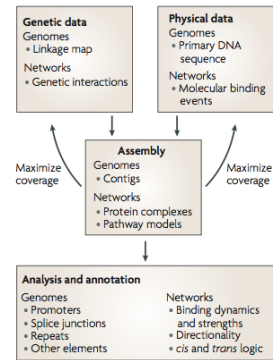 Genetic data
Genomes
• Linkage map
Networks
• Genetic interactions
Physical data
Genomes
• Primary DNA
sequence
Networks
• Molecular binding
events
Maximize
coverage
Assembly
Genomes
• Contigs
Networks
• Protein complexes
• Pathway models
Maximize
coverage
Analysis and annotation
Genomes
• Promoters
• Splice junctions
• Repeats
• Other elements
Networks
• Binding dynamics
and strengths
• Directionality
• cis and trans logic